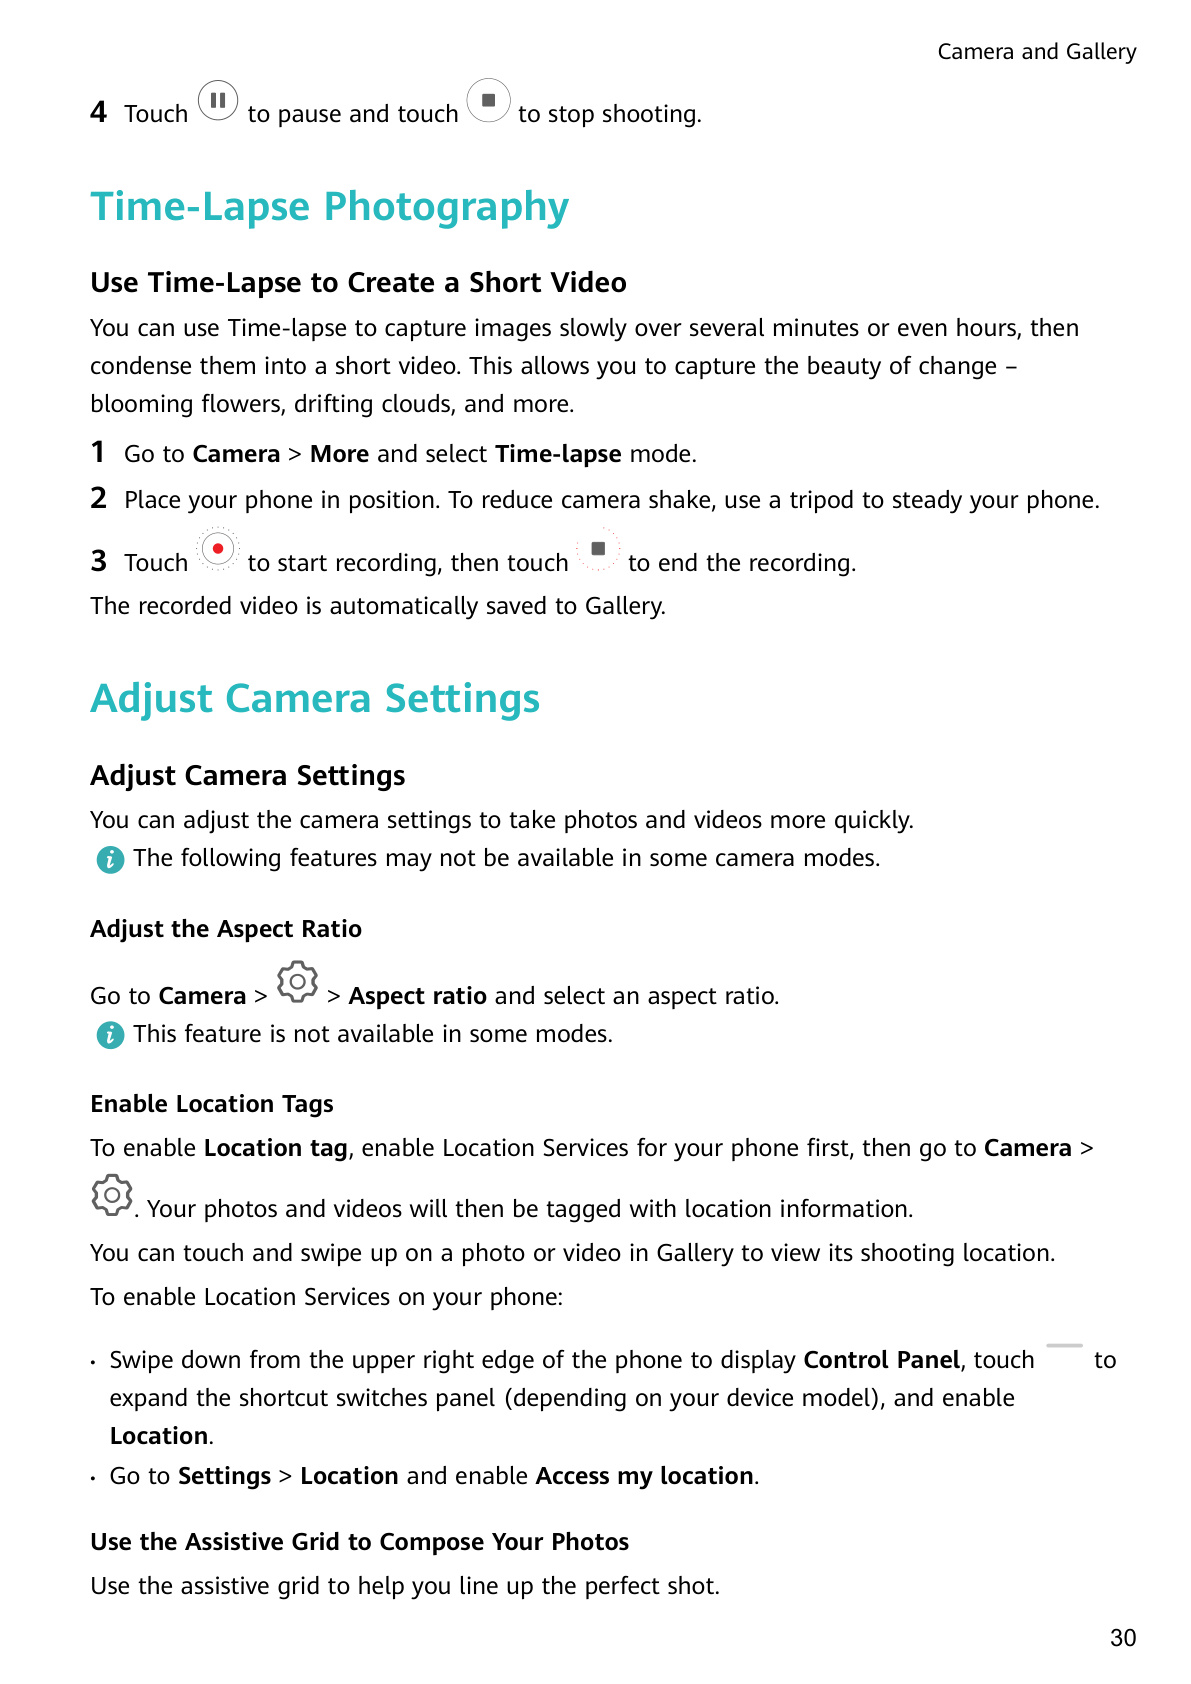 Camera and Gallery
4 Touch to pause and touch to stop shooting.
Time-Lapse Photography
Use Time-Lapse to Create a Short Video
You can use Time-lapse to capture images slowly over several minutes or even hours, then
condense them into a short video. This allows you to capture the beauty of change –
blooming flowers, drifting clouds, and more.
1 Go to Camera > More and select Time-lapse mode.
2 Place your phone in position. To reduce camera shake, use a tripod to steady your phone.
3 Touch to start recording, then touch to end the recording.
The recorded video is automatically saved to Gallery.
Adjust Camera Settings
Adjust Camera Settings
You can adjust the camera settings to take photos and videos more quickly.
The following features may not be available in some camera modes.
Adjust the Aspect Ratio
Go to Camera > > Aspect ratio and select an aspect ratio.
This feature is not available in some modes.
Enable Location Tags
To enable Location tag, enable Location Services for your phone first, then go to Camera >
. Your photos and videos will then be tagged with location information.
You can touch and swipe up on a photo or video in Gallery to view its shooting location.
To enable Location Services on your phone:
• Swipe down from the upper right edge of the phone to display Control Panel, touch to
expand the shortcut switches panel (depending on your device model), and enable
Location.
• Go to Settings > Location and enable Access my location.
Use the Assistive Grid to Compose Your Photos
Use the assistive grid to help you line up the perfect shot.
30